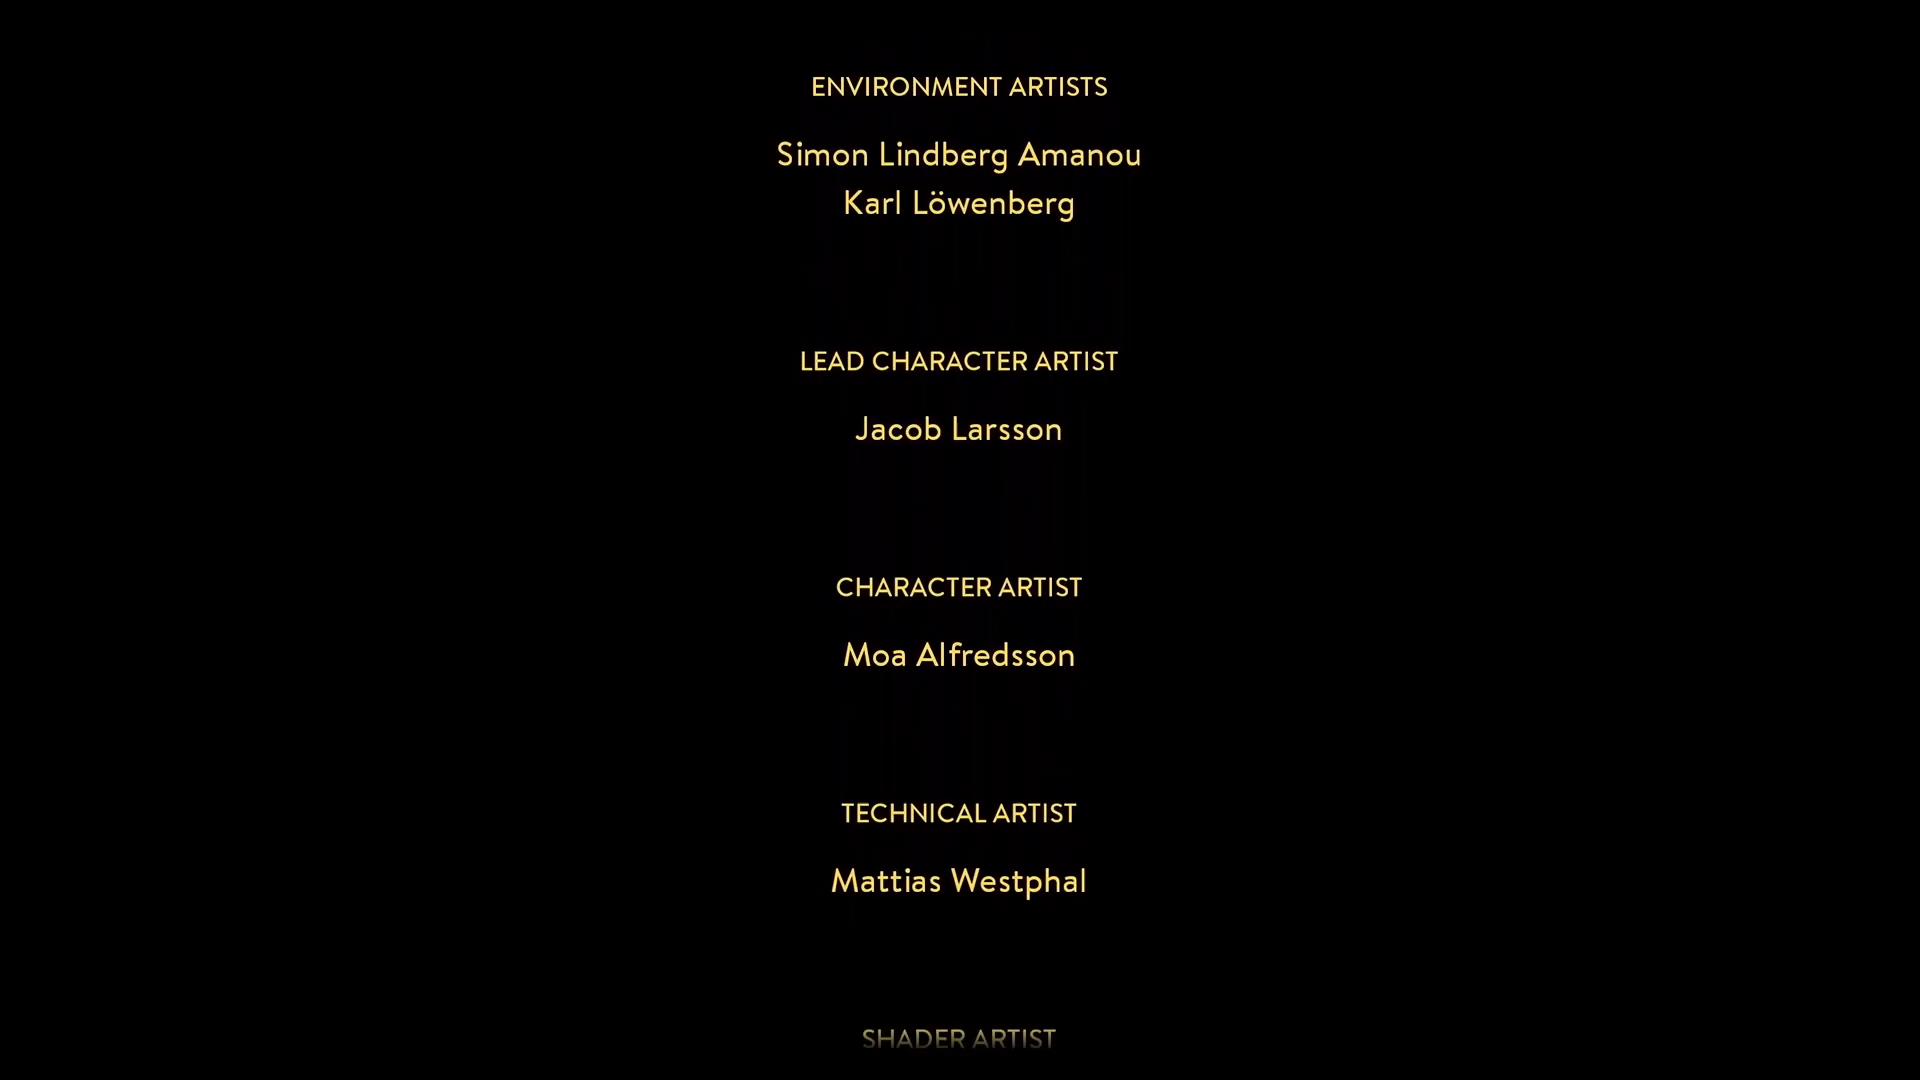 ENVIRONMENT ARTISTS
Simon Lindberg Amanou
Karl Löwenberg
LEAD CHARACTER ARTIST
Jacob Larsson
CHARACTER ARTIST
Moa Alfredsson
TECHNICAL ARTIST
Mattias Westphal
SHADER ARTIST